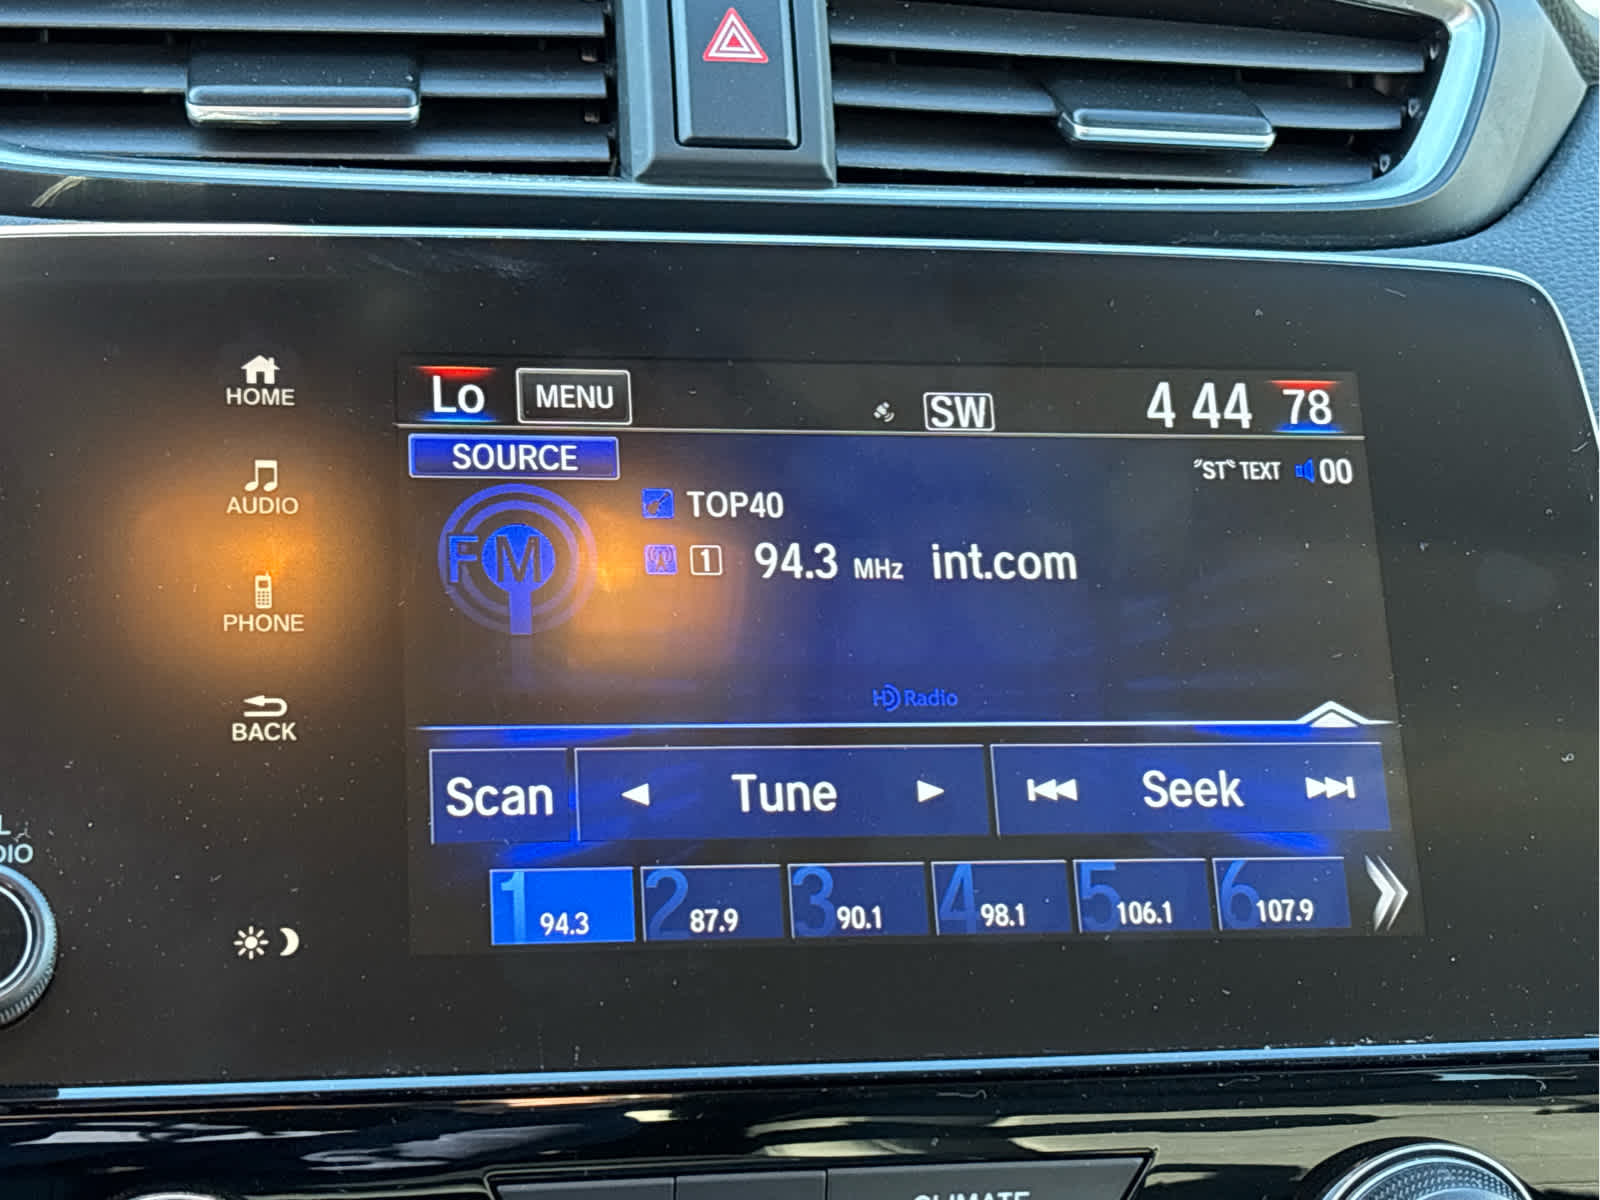 HOME
AUDIO
PHONE
BACK
Lo MENU SW 4 44 78
SOURCE
"ST" TEXT 00
FM
TOP40
1 94.3 MHz int.com
HD Radio
Scan Tune Seek
1 94.3 2 87.9 3 90.1 4 98.1 5 106.1 6 107.9
CLIMATE